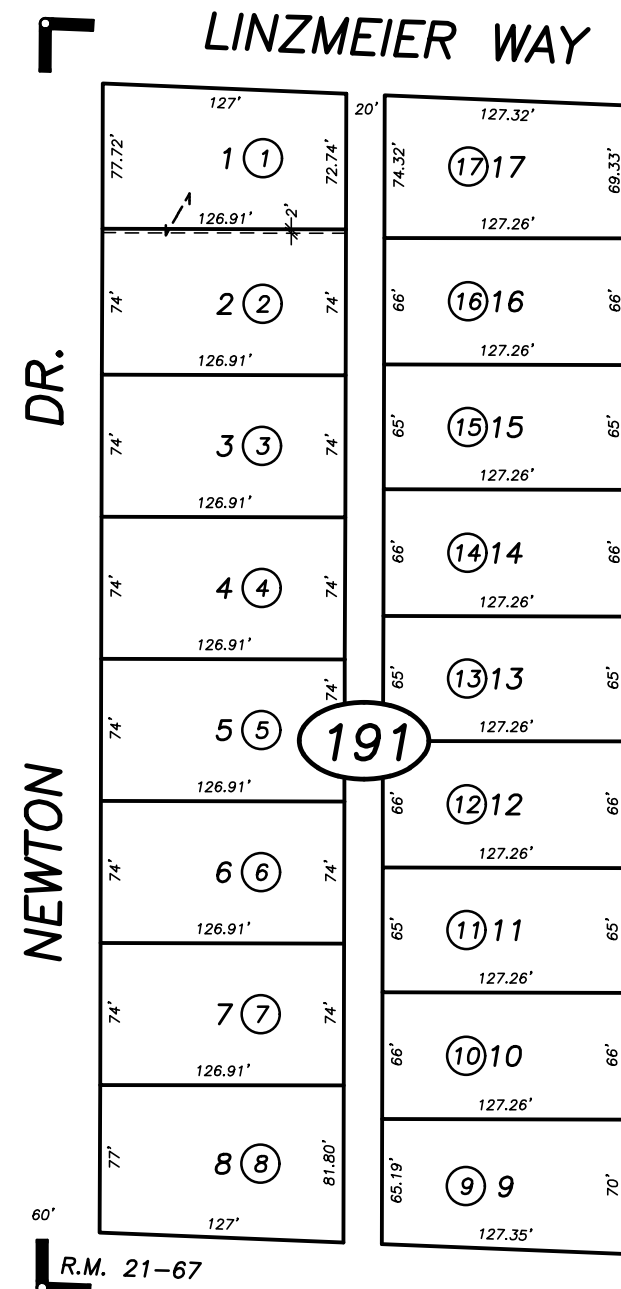 LINZMEIER WAY
127' 20' 127.32'
77.72' 1 1 72.74' 74.32' 17 17 69.33'
1 126.91' 2' 127.26'
74' 2 2 74' 66' 16 16 66'
126.91' 127.26'
DR.
74' 3 3 74' 65' 15 15 65'
126.91' 127.26'
74' 4 4 74' 66' 14 14 66'
126.91' 127.26'
74' 5 5 74' 65' 13 13 65'
191
126.91' 127.26'
NEWTON
74' 6 6 74' 66' 12 12 66'
126.91' 127.26'
74' 7 7 74' 65' 11 11 65'
126.91' 127.26'
66' 10 10 66'
127.26'
77' 8 8 81.80' 65.19' 9 9 70'
60' 127' 127.35'
R.M. 21-67